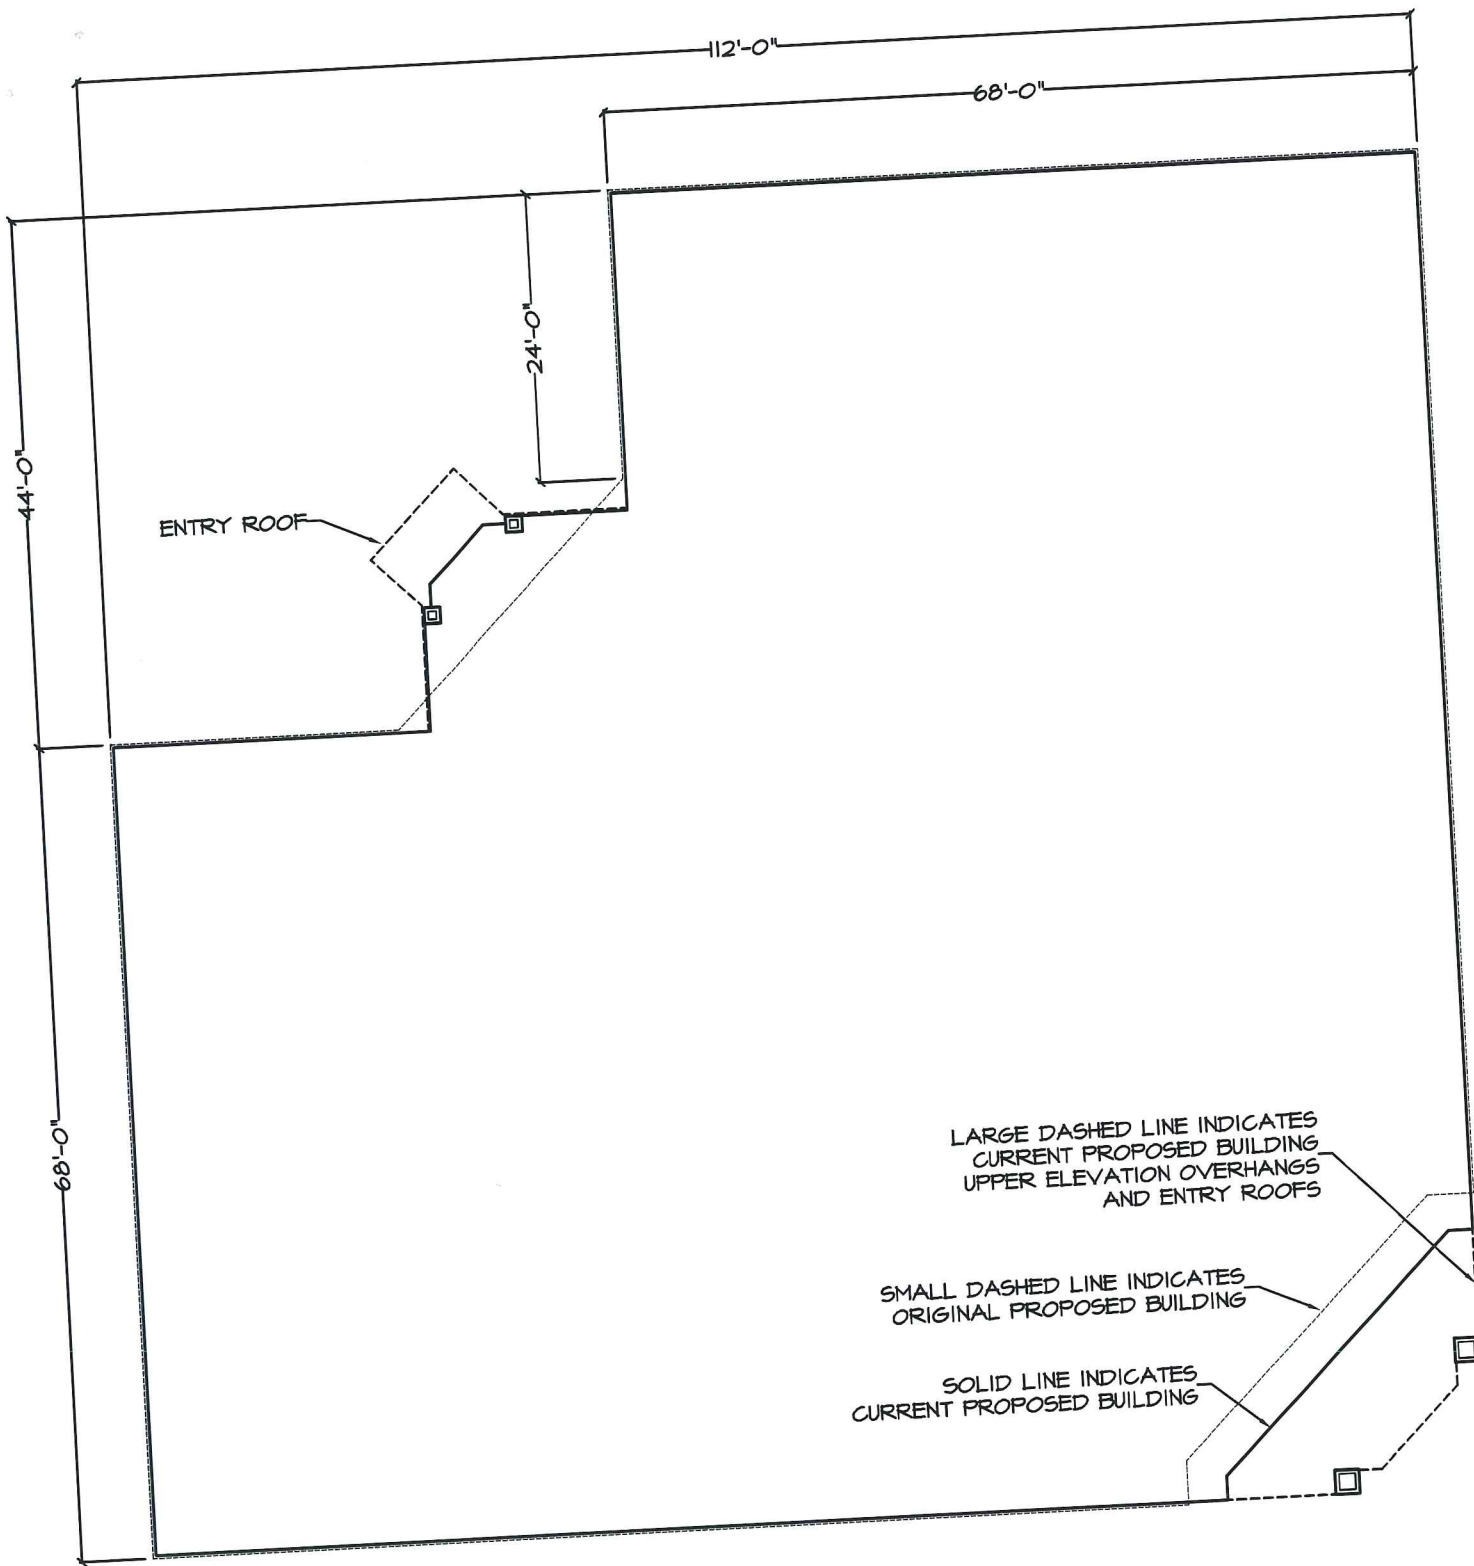 112'-0"
68'-0"
24'-0"
44'-0"
ENTRY ROOF
68'-0"
LARGE DASHED LINE INDICATES
CURRENT PROPOSED BUILDING
UPPER ELEVATION OVERHANGS
AND ENTRY ROOFS
SMALL DASHED LINE INDICATES
ORIGINAL PROPOSED BUILDING
SOLID LINE INDICATES
CURRENT PROPOSED BUILDING